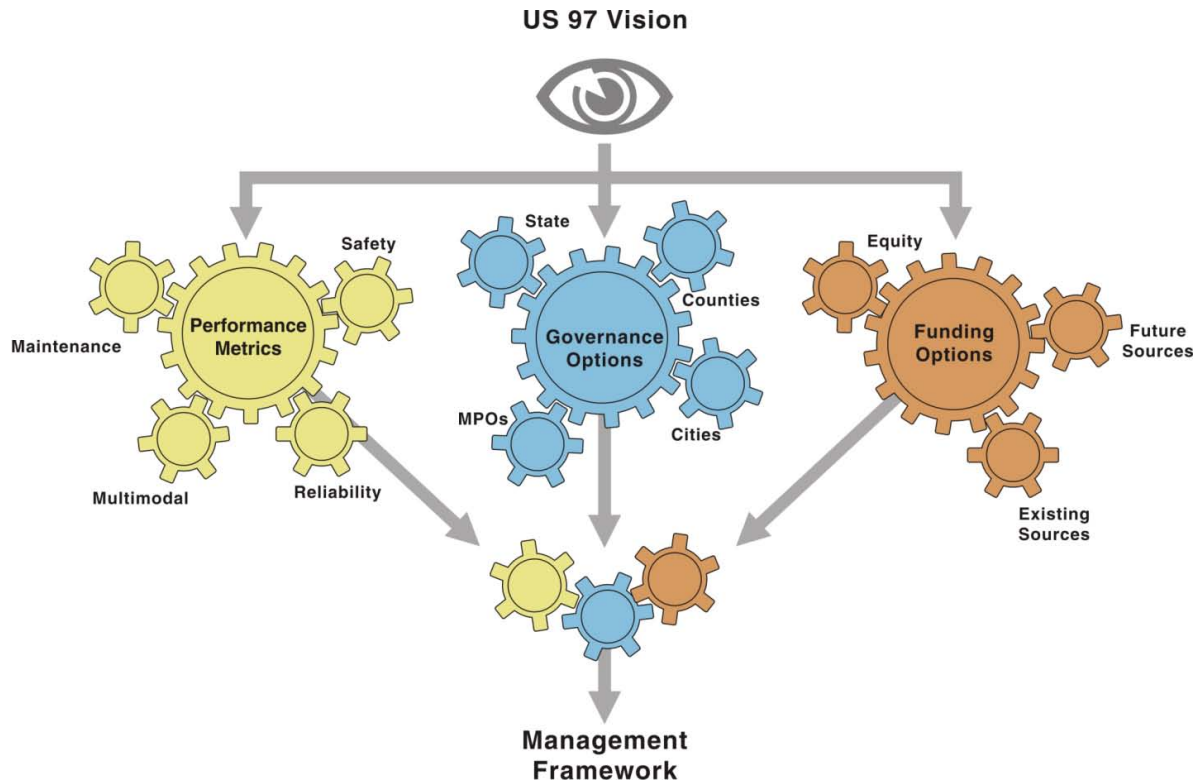 US 97 Vision
State
Safety
Equity
Counties
Performance
Metrics
Governance
Options
Funding
Options
Future
Sources
Maintenance
MPOs
Cities
Multimodal
Reliability
Existing
Sources
Management
Framework